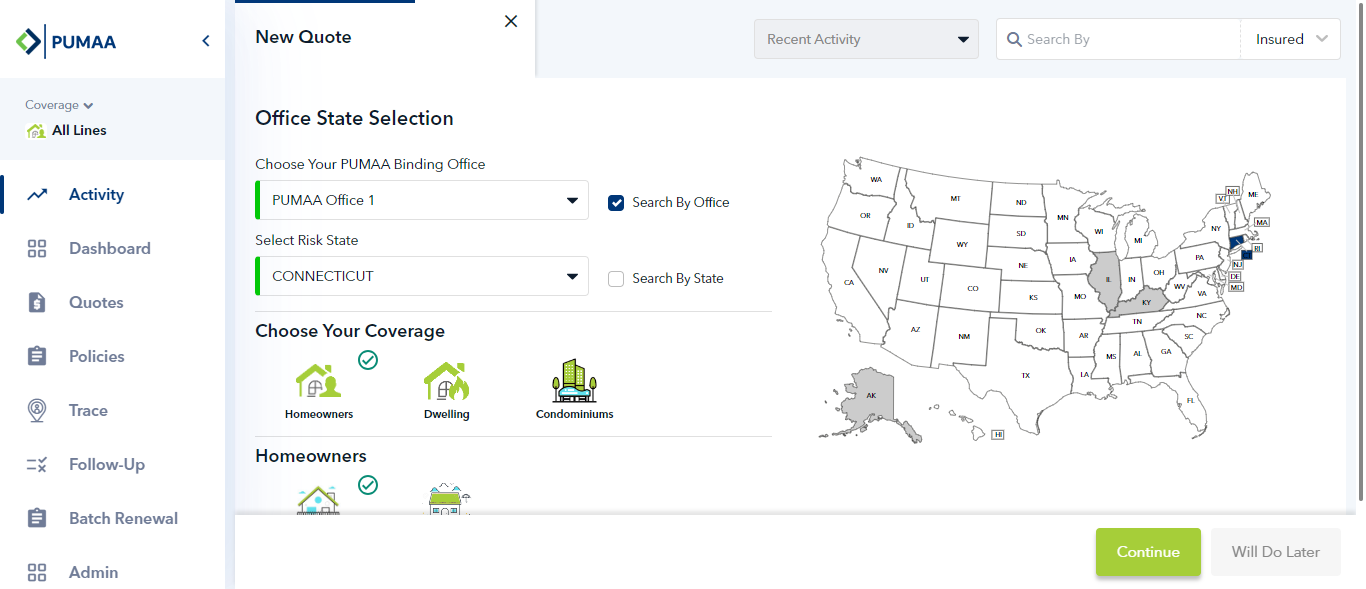 PUMAA
Coverage
All Lines
Activity
Dashboard
Quotes
Policies
Trace
Follow-Up
Batch Renewal
Admin
New Quote
Recent Activity
Search By
Insured
Office State Selection
Choose Your PUMAA Binding Office
PUMAA Office 1
Search By Office
Select Risk State
CONNECTICUT
Search By State
Choose Your Coverage
Homeowners
Dwelling
Condominiums
Homeowners
WA
OR
CA
NV
ID
MT
WY
UT
CO
AZ
NM
ND
SD
NE
KS
OK
TX
MN
IA
MO
AR
LA
WI
IL
MI
IN
OH
KY
TN
MS
AL
GA
FL
SC
NC
VA
WV
PA
NY
VT
NH
ME
MA
RI
NJ
DE
MD
AK
HI
Continue
Will Do Later